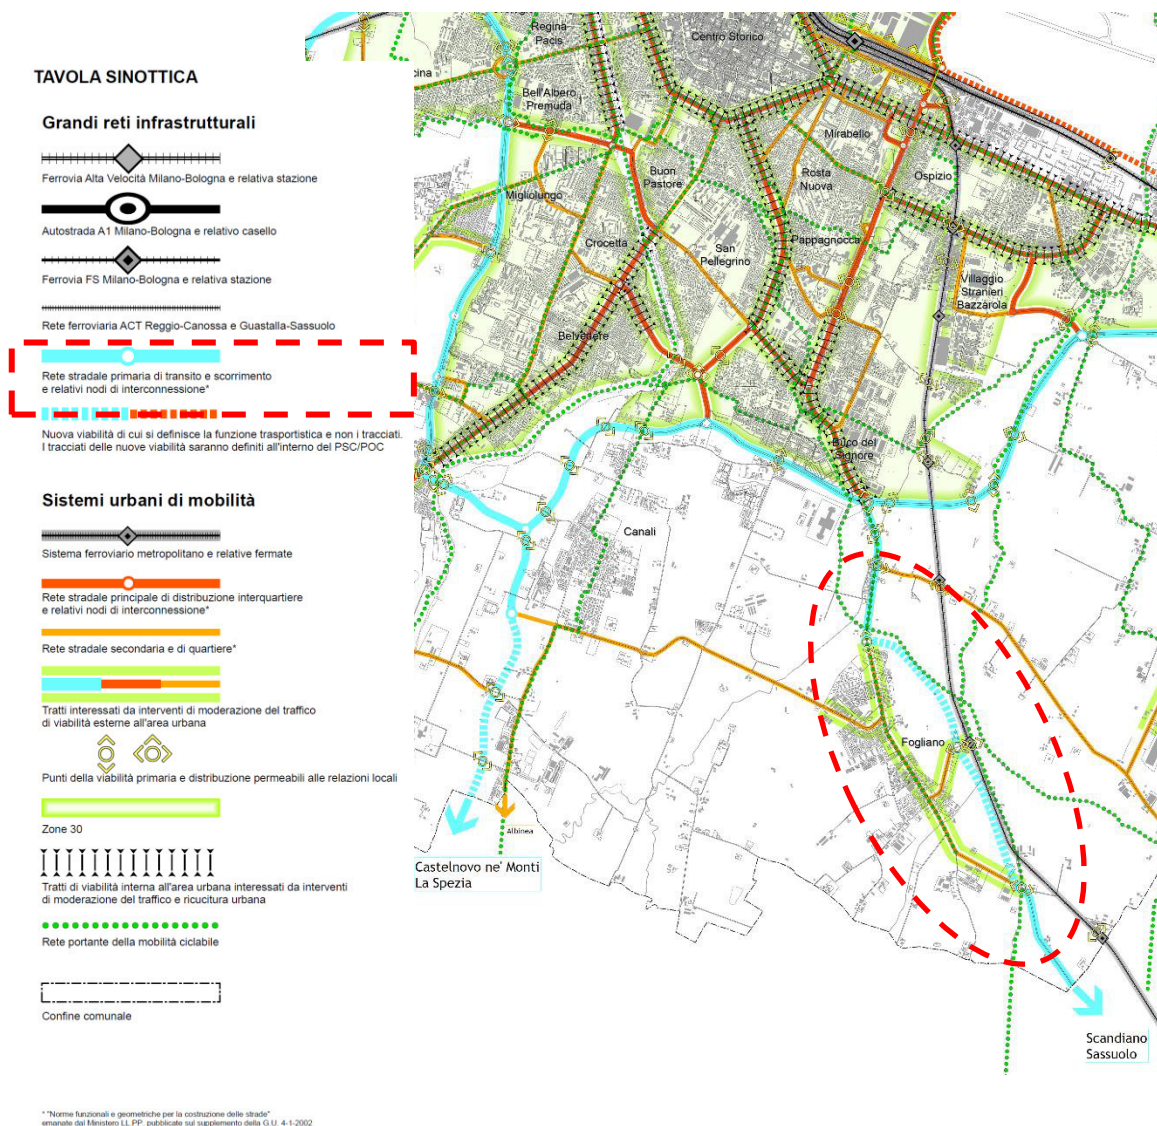 TAVOLA SINOTTICA
Grandi reti infrastrutturali
Ferrovia Alta Velocità Milano-Bologna e relativa stazione
Autostrada A1 Milano-Bologna e relativo casello
Ferrovia FS Milano-Bologna e relativa stazione
Rete ferroviaria ACT Reggio-Canossa e Guastalla-Sassuolo
Rete stradale primaria di transito e scorrimento
e relativi nodi di interconnessione*
Nuova viabilità di cui si definisce la funzione trasportistica e non i tracciati.
I tracciati delle nuove viabilità saranno definiti all'interno del PSC/POC
Sistemi urbani di mobilità
Sistema ferroviario metropolitano e relative fermate
Rete stradale principale di distribuzione interquartiere
e relativi nodi di interconnessione*
Rete stradale secondaria e di quartiere*
Tratti interessati da interventi di moderazione del traffico
di viabilità esterne all'area urbana
Punti della viabilità primaria e distribuzione permeabili alle relazioni locali
Zone 30
Tratti di viabilità interna all'area urbana interessati da interventi
di moderazione del traffico e ricucitura urbana
Rete portante della mobilità ciclabile
Confine comunale
* "Norme funzionali e geometriche per la costruzione delle strade"
emanate dal Ministero LL.PP. pubblicate sul supplemento della G.U. 4-1-2002
Regina
Pacis
Centro Storico
cina
Bell'Albero
Premuda
Mirabello
Buon
Pastore
Rosta
Nuova
Ospizio
Migliolungo
Crocetta
San
Pellegrino
Pappagnocca
Villaggio
Stranieri
Bazzarola
Belvedere
Buco del
Signore
Canali
Fogliano
Albinea
Castelnovo ne' Monti
La Spezia
Scandiano
Sassuolo